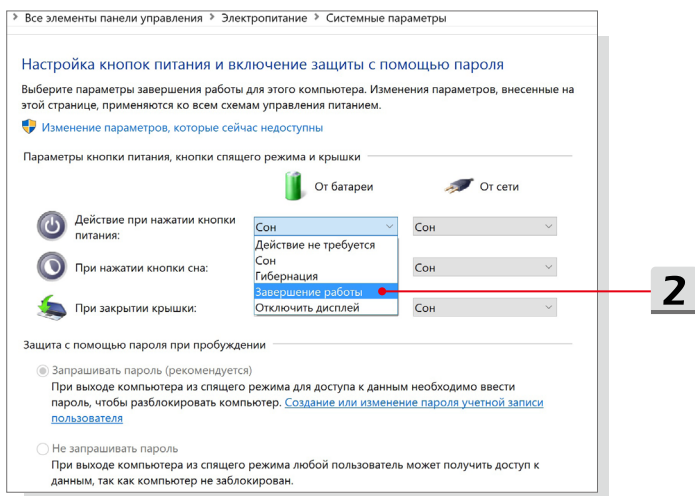 Все элементы панели управления > Электропитание > Системные параметры
Настройка кнопок питания и включение защиты с помощью пароля
Выберите параметры завершения работы для этого компьютера. Изменения параметров, внесенные на
этой странице, применяются ко всем схемам управления питанием.
Изменение параметров, которые сейчас недоступны
Параметры кнопки питания, кнопки спящего режима и крышки
От батареи От сети
Действие при нажатии кнопки
питания:
Сон Сон
Действие не требуется
Сон
Гибернация
Завершение работы
Отключить дисплей
При нажатии кнопки сна: Сон
2
При закрытии крышки: Сон
Защита с помощью пароля при пробуждении
Запрашивать пароль (рекомендуется)
При выходе компьютера из спящего режима для доступа к данным необходимо ввести
пароль, чтобы разблокировать компьютер. Создание или изменение пароля учетной записи
пользователя
Не запрашивать пароль
При выходе компьютера из спящего режима любой пользователь может получить доступ к
данным, так как компьютер не заблокирован.